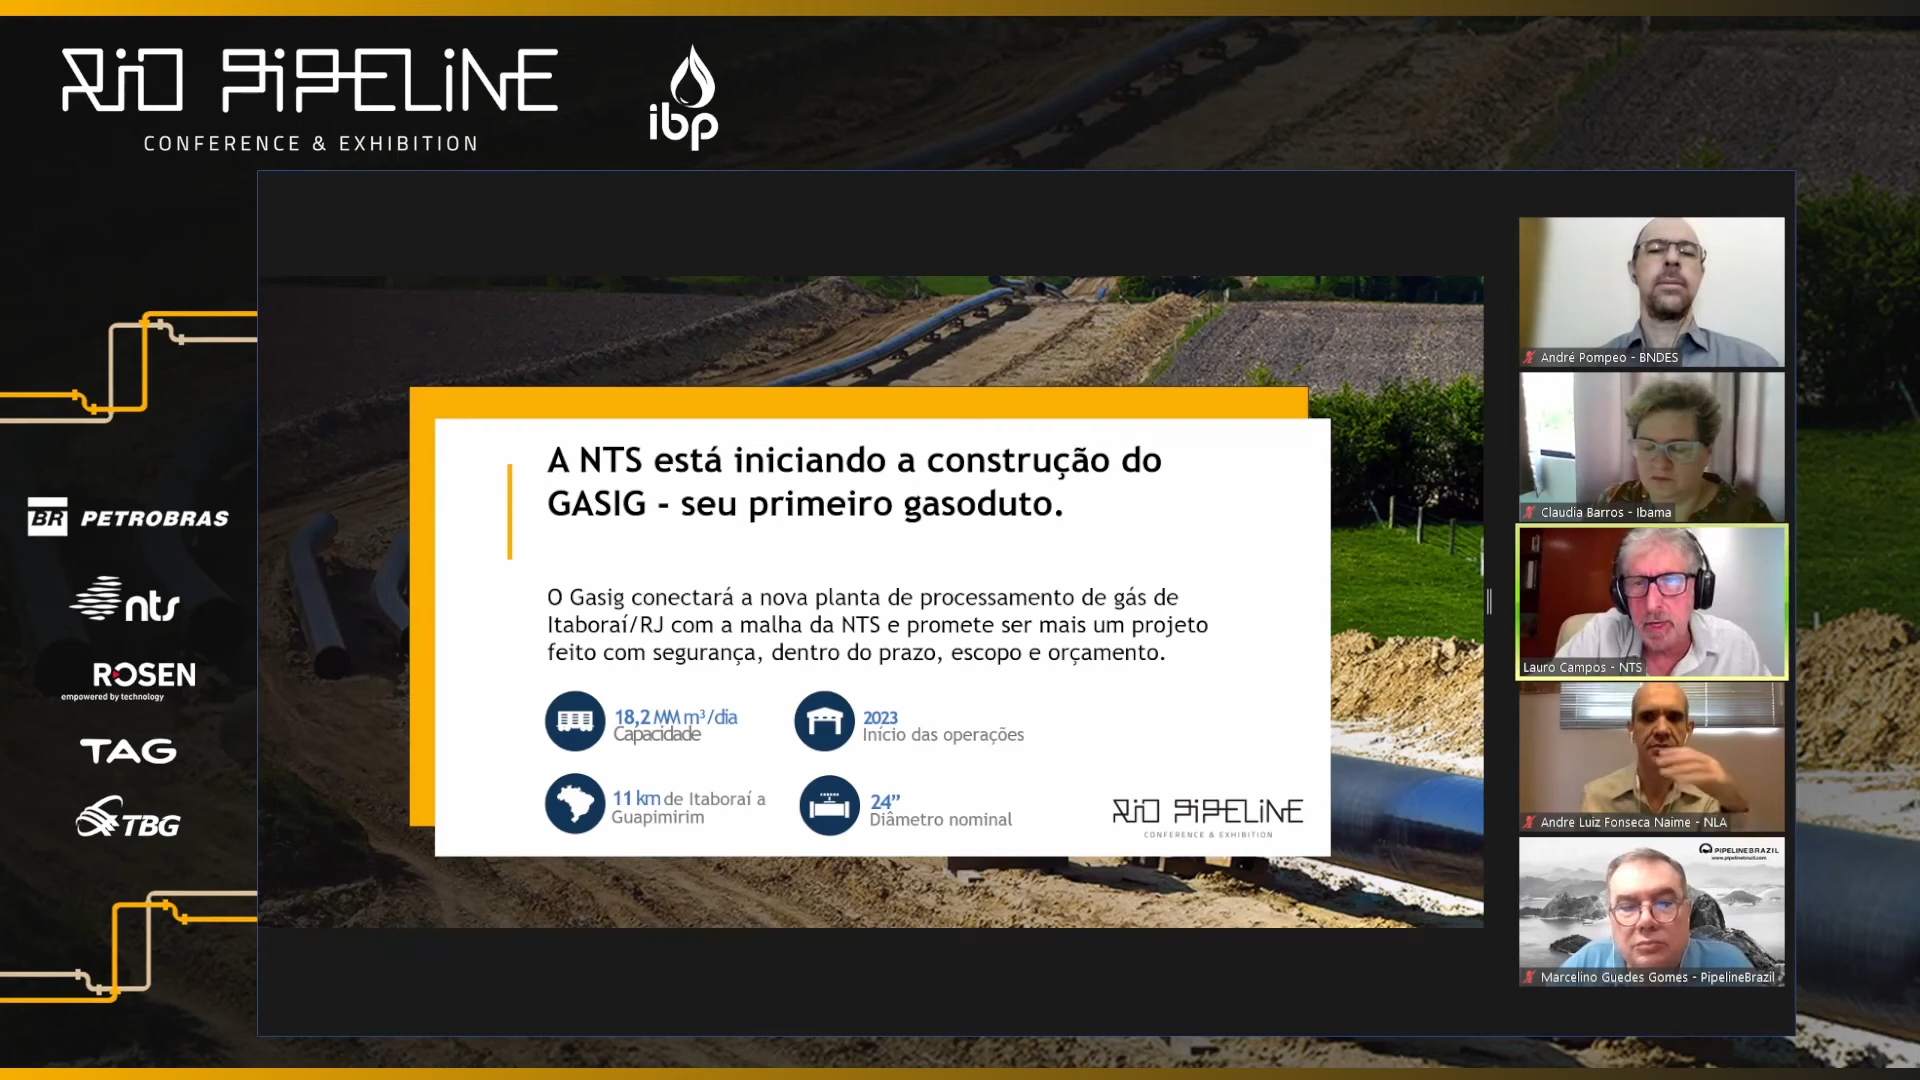 RIO PIPELINE
CONFERENCE & EXHIBITION
ibp
BR PETROBRAS
nts
ROSEN
empowered by technology
TAG
TBG
A NTS está iniciando a construção do
GASIG - seu primeiro gasoduto.
O Gasig conectará a nova planta de processamento de gás de
Itaboraí/RJ com a malha da NTS e promete ser mais um projeto
feito com segurança, dentro do prazo, escopo e orçamento.
18,2 MM m³/dia
Capacidade
2023
Início das operações
11 km de Itaboraí a
Guapimirim
24”
Diâmetro nominal
RIO PIPELINE
CONFERENCE & EXHIBITION
André Pompeo - BNDES
Claudia Barros - Ibama
Lauro Campos - NTS
Andre Luiz Fonseca Naime - NLA
PIPELINEBRAZIL
www.pipelinebrazil.com
Marcelino Guedes Gomes - PipelineBrazil